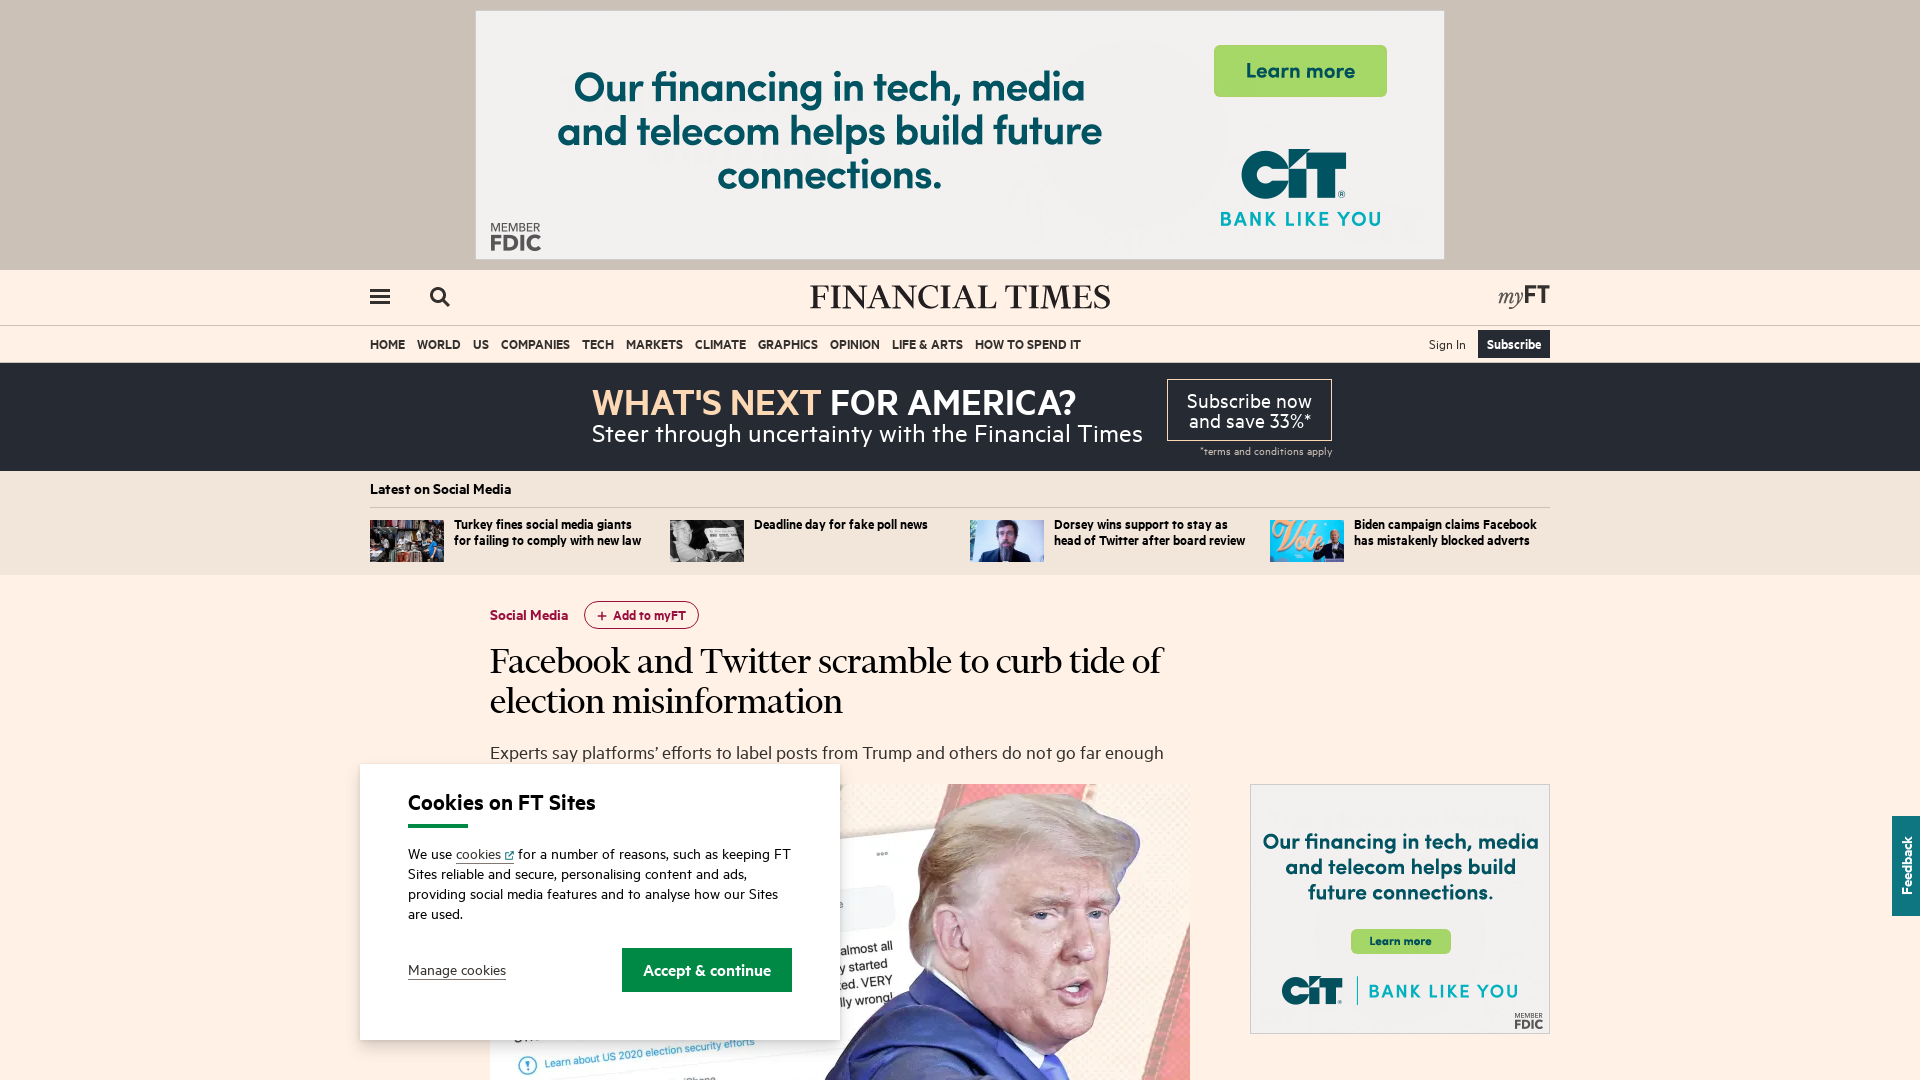 Our financing in tech, media
and telecom helps build future
connections.
Learn more
CIT®
BANK LIKE YOU
MEMBER
FDIC
FINANCIAL TIMES
myFT
HOME WORLD US COMPANIES TECH MARKETS CLIMATE GRAPHICS OPINION LIFE & ARTS HOW TO SPEND IT
Sign In Subscribe
WHAT'S NEXT FOR AMERICA?
Steer through uncertainty with the Financial Times
Subscribe now
and save 33%*
*terms and conditions apply
Latest on Social Media
Turkey fines social media giants
for failing to comply with new law
Deadline day for fake poll news
Dorsey wins support to stay as
head of Twitter after board review
Vote
Biden campaign claims Facebook
has mistakenly blocked adverts
Social Media
+ Add to myFT
Facebook and Twitter scramble to curb tide of
election misinformation
Experts say platforms’ efforts to label posts from Trump and others do not go far enough
Cookies on FT Sites
We use cookies for a number of reasons, such as keeping FT
Sites reliable and secure, personalising content and ads,
providing social media features and to analyse how our Sites
are used.
Manage cookies
Accept & continue
almost all
y started
ted. VERY
lly wrong!
Learn about US 2020 election security efforts
Our financing in tech, media
and telecom helps build
future connections.
Learn more
CIT
BANK LIKE YOU
MEMBER
FDIC
Feedback